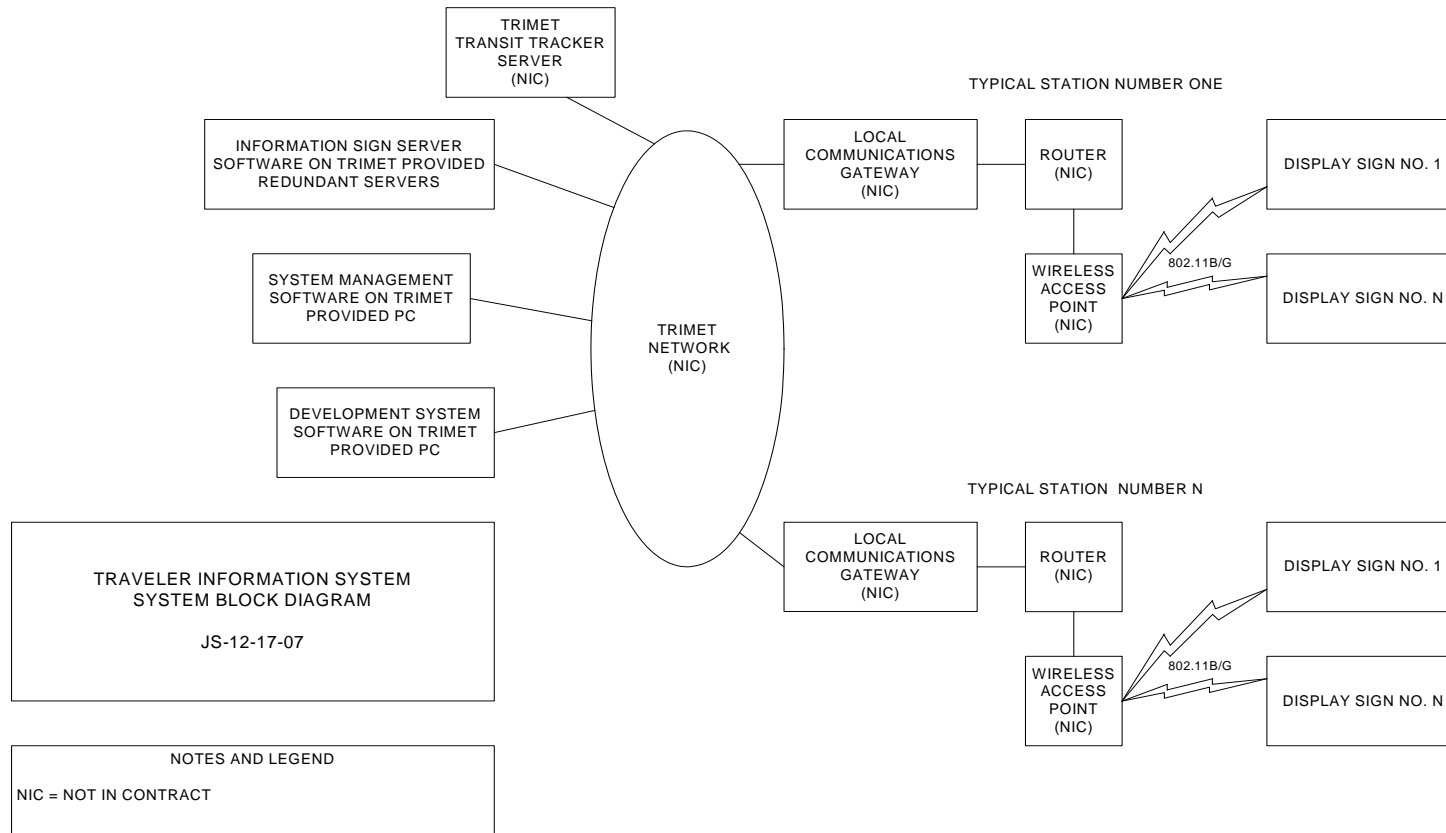 TRIMET
TRANSIT TRACKER
SERVER
(NIC)
TYPICAL STATION NUMBER ONE
INFORMATION SIGN SERVER
SOFTWARE ON TRIMET PROVIDED
REDUNDANT SERVERS
LOCAL
COMMUNICATIONS
GATEWAY
(NIC)
ROUTER
(NIC)
DISPLAY SIGN NO. 1
SYSTEM MANAGEMENT
SOFTWARE ON TRIMET
PROVIDED PC
WIRELESS
ACCESS
POINT
(NIC)
802.11B/G
DISPLAY SIGN NO. N
TRIMET
NETWORK
(NIC)
DEVELOPMENT SYSTEM
SOFTWARE ON TRIMET
PROVIDED PC
TYPICAL STATION  NUMBER N
LOCAL
COMMUNICATIONS
GATEWAY
(NIC)
ROUTER
(NIC)
DISPLAY SIGN NO. 1
WIRELESS
ACCESS
POINT
(NIC)
802.11B/G
DISPLAY SIGN NO. N
TRAVELER INFORMATION SYSTEM
SYSTEM BLOCK DIAGRAM
JS-12-17-07
NOTES AND LEGEND
NIC = NOT IN CONTRACT